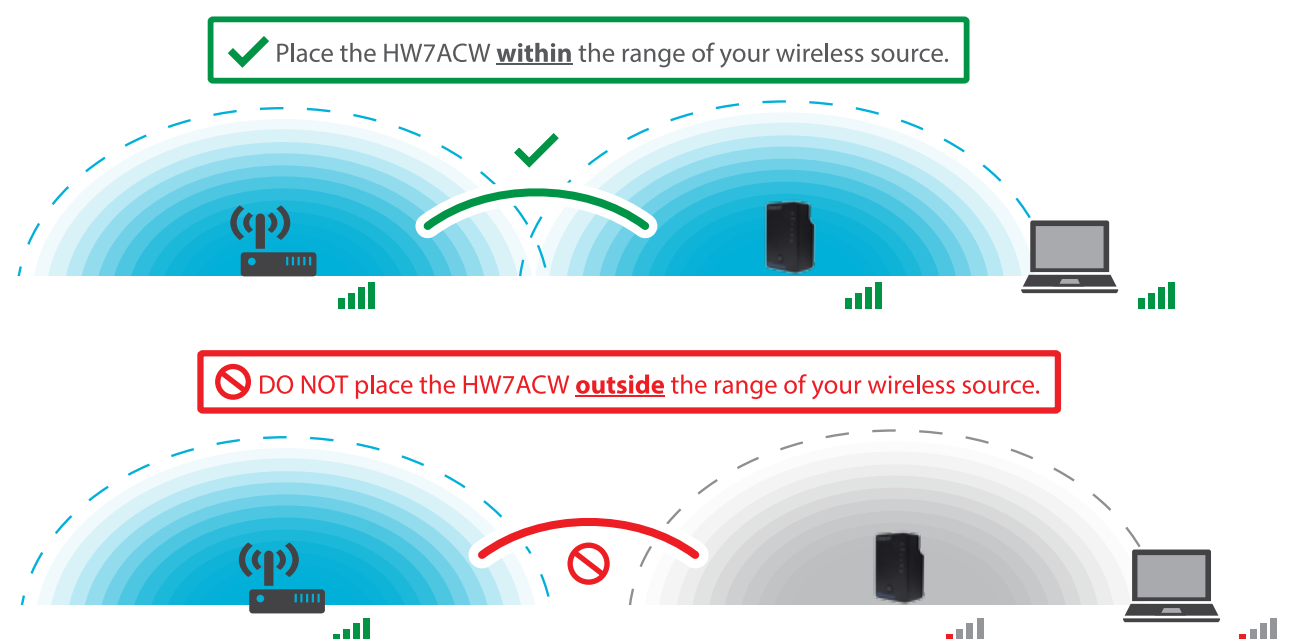 Place the HW7ACW within the range of your wireless source.
DO NOT place the HW7ACW outside the range of your wireless source.